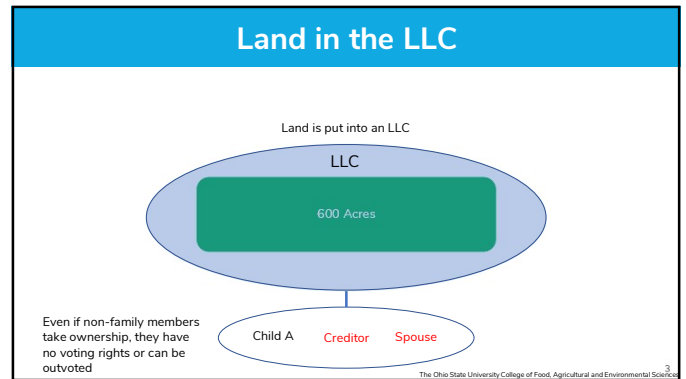 Land in the LLC
Land is put into an LLC
LLC
600 Acres
Even if non-family members
take ownership, they have
no voting rights or can be
outvoted
Child A Creditor Spouse
3
The Ohio State University College of Food, Agricultural and Environmental Sciences